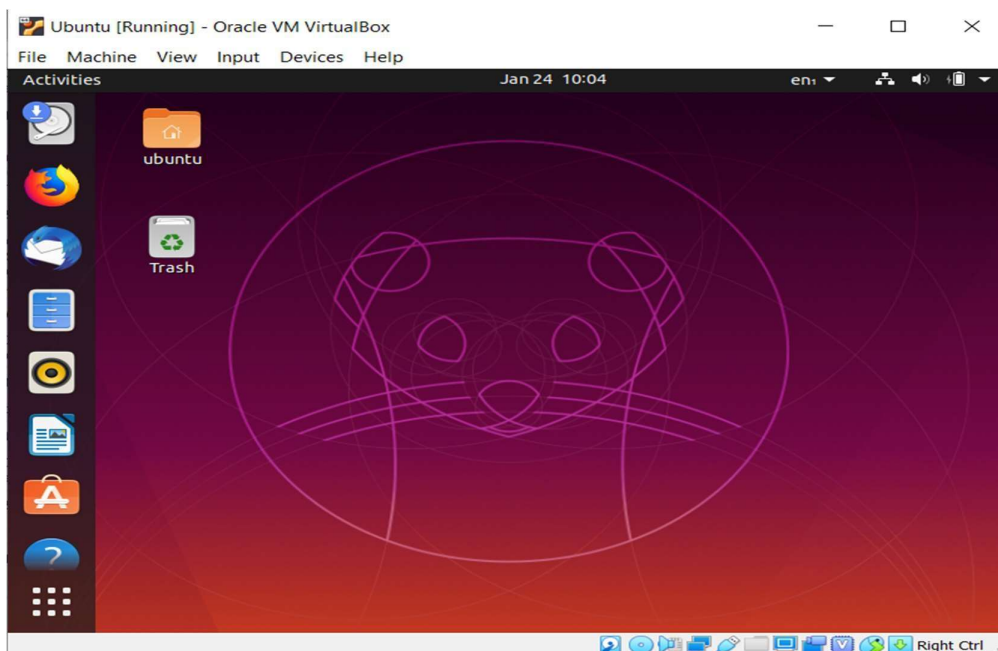 Ubuntu [Running] - Oracle VM VirtualBox
File Machine View Input Devices Help
Activities Jan 24 10:04 en₁
ubuntu
Trash
Right Ctrl